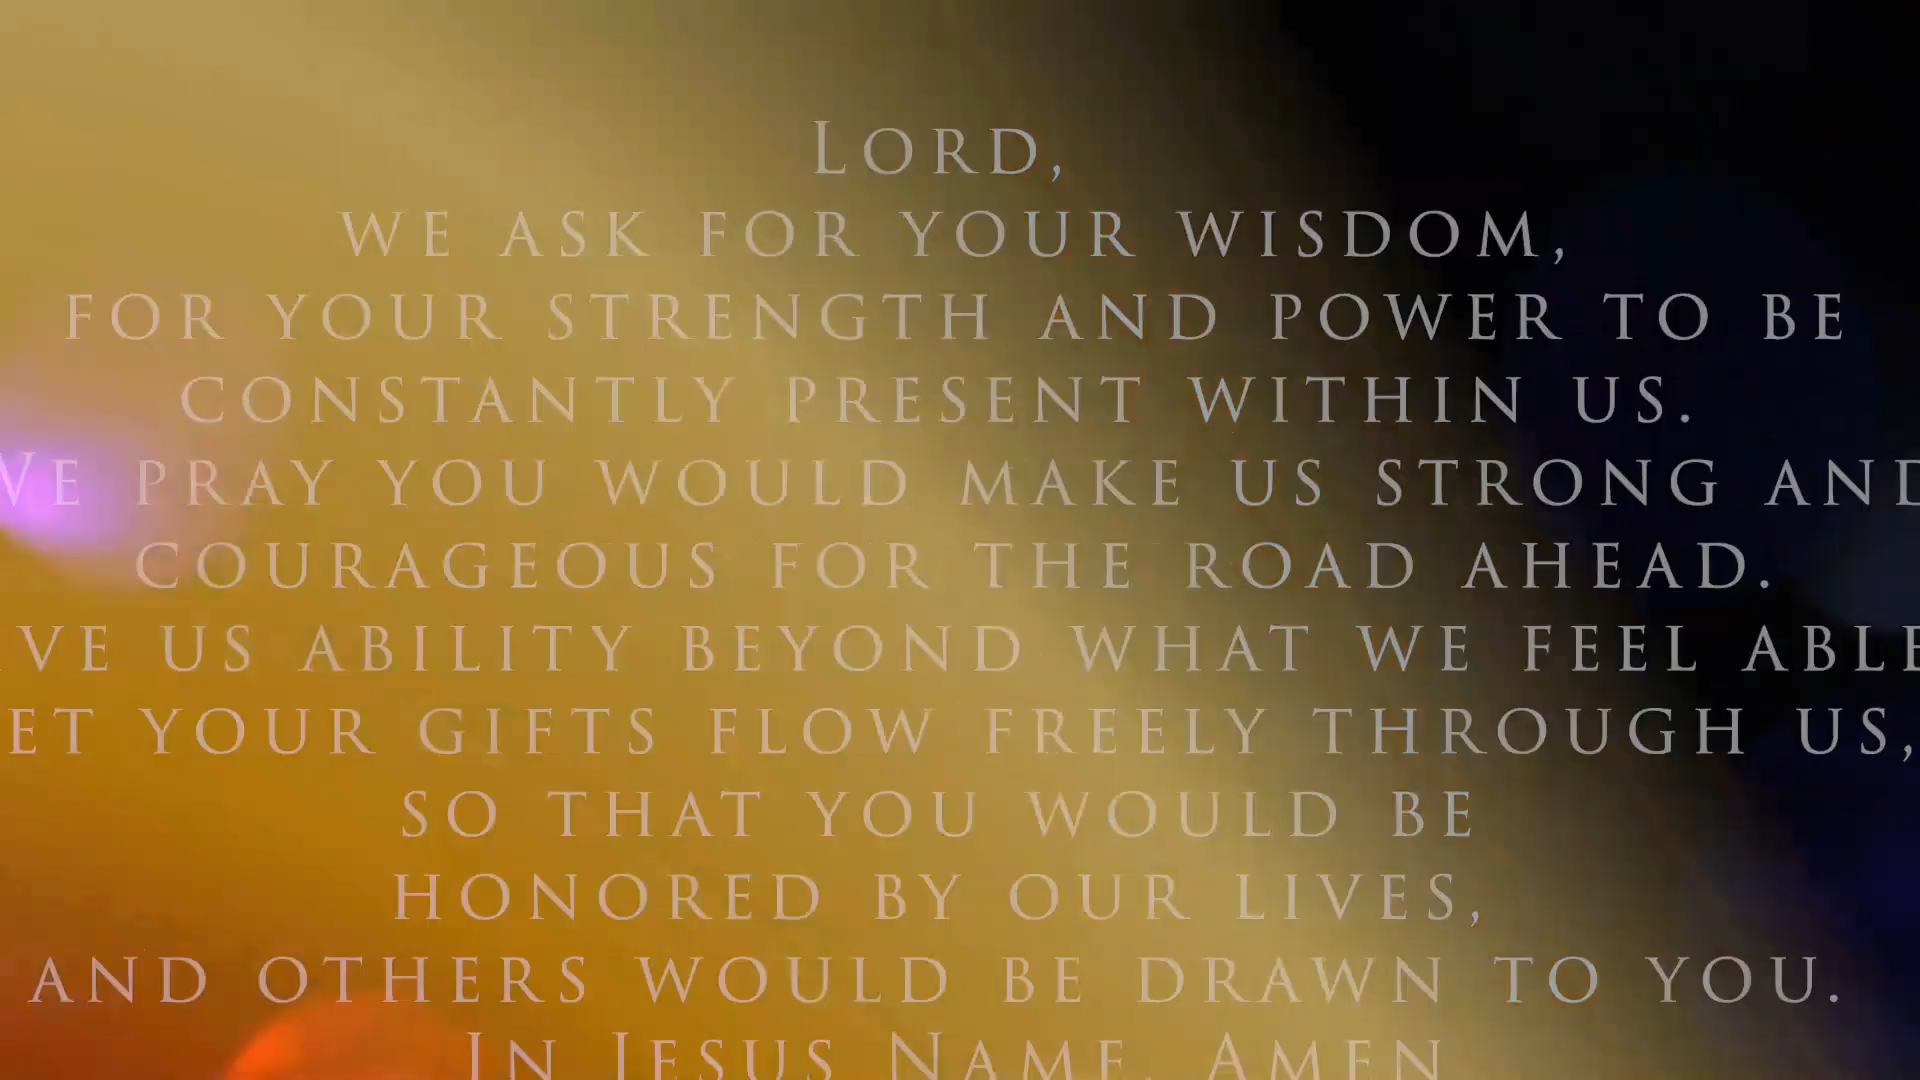 Lord,
we ask for your wisdom,
for your strength and power to be
constantly present within us.
We pray you would make us strong and
courageous for the road ahead.
ve us ability beyond what we feel able
et your gifts flow freely through us,
so that you would be
honored by our lives,
and others would be drawn to you.
In Jesus Name, Amen